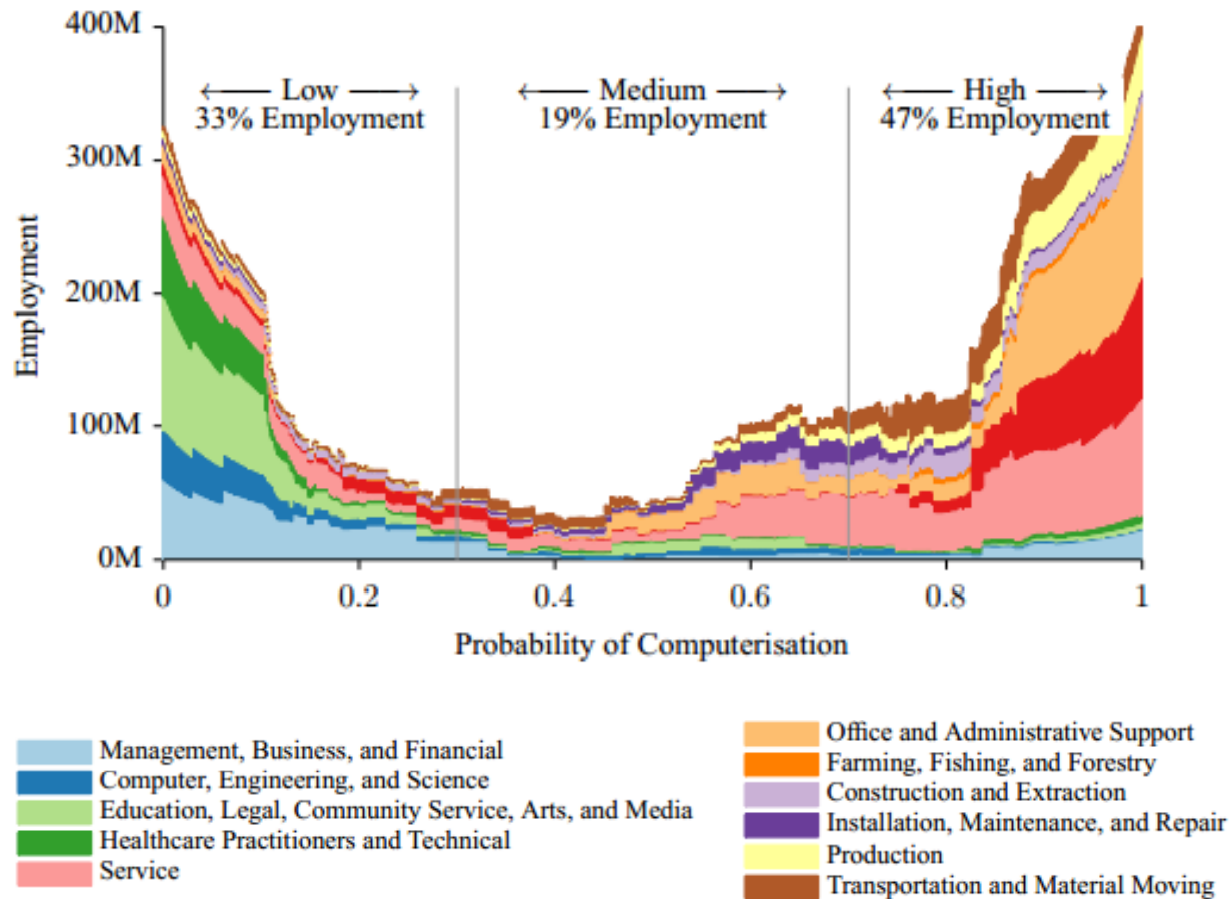 400M
300M
200M
100M
0M
Employment
← Low →
33% Employment
← Medium →
19% Employment
← High →
47% Employment
0 0.2 0.4 0.6 0.8 1
Probability of Computerisation
Management, Business, and Financial
Computer, Engineering, and Science
Education, Legal, Community Service, Arts, and Media
Healthcare Practitioners and Technical
Service
Office and Administrative Support
Farming, Fishing, and Forestry
Construction and Extraction
Installation, Maintenance, and Repair
Production
Transportation and Material Moving